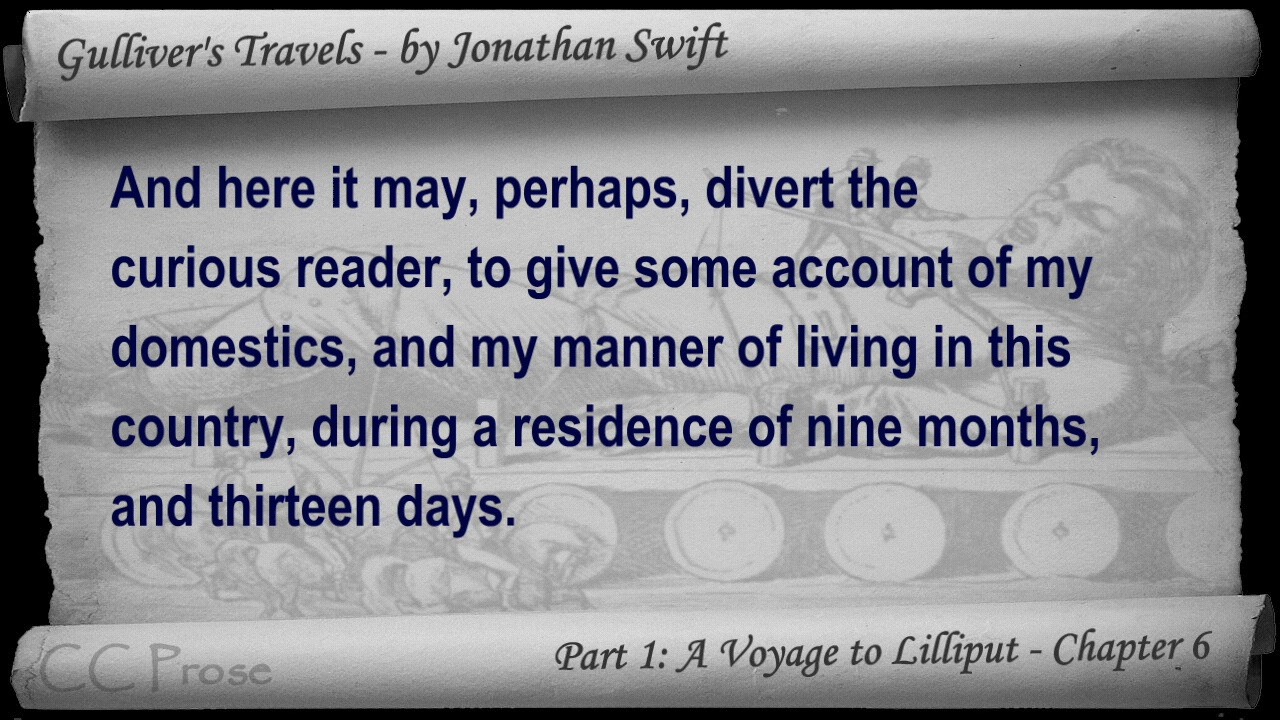 Gulliver's Travels - by Jonathan Swift
And here it may, perhaps, divert the
curious reader, to give some account of my
domestics, and my manner of living in this
country, during a residence of nine months,
and thirteen days.
CC Prose
Part 1: A Voyage to Lilliput - Chapter 6